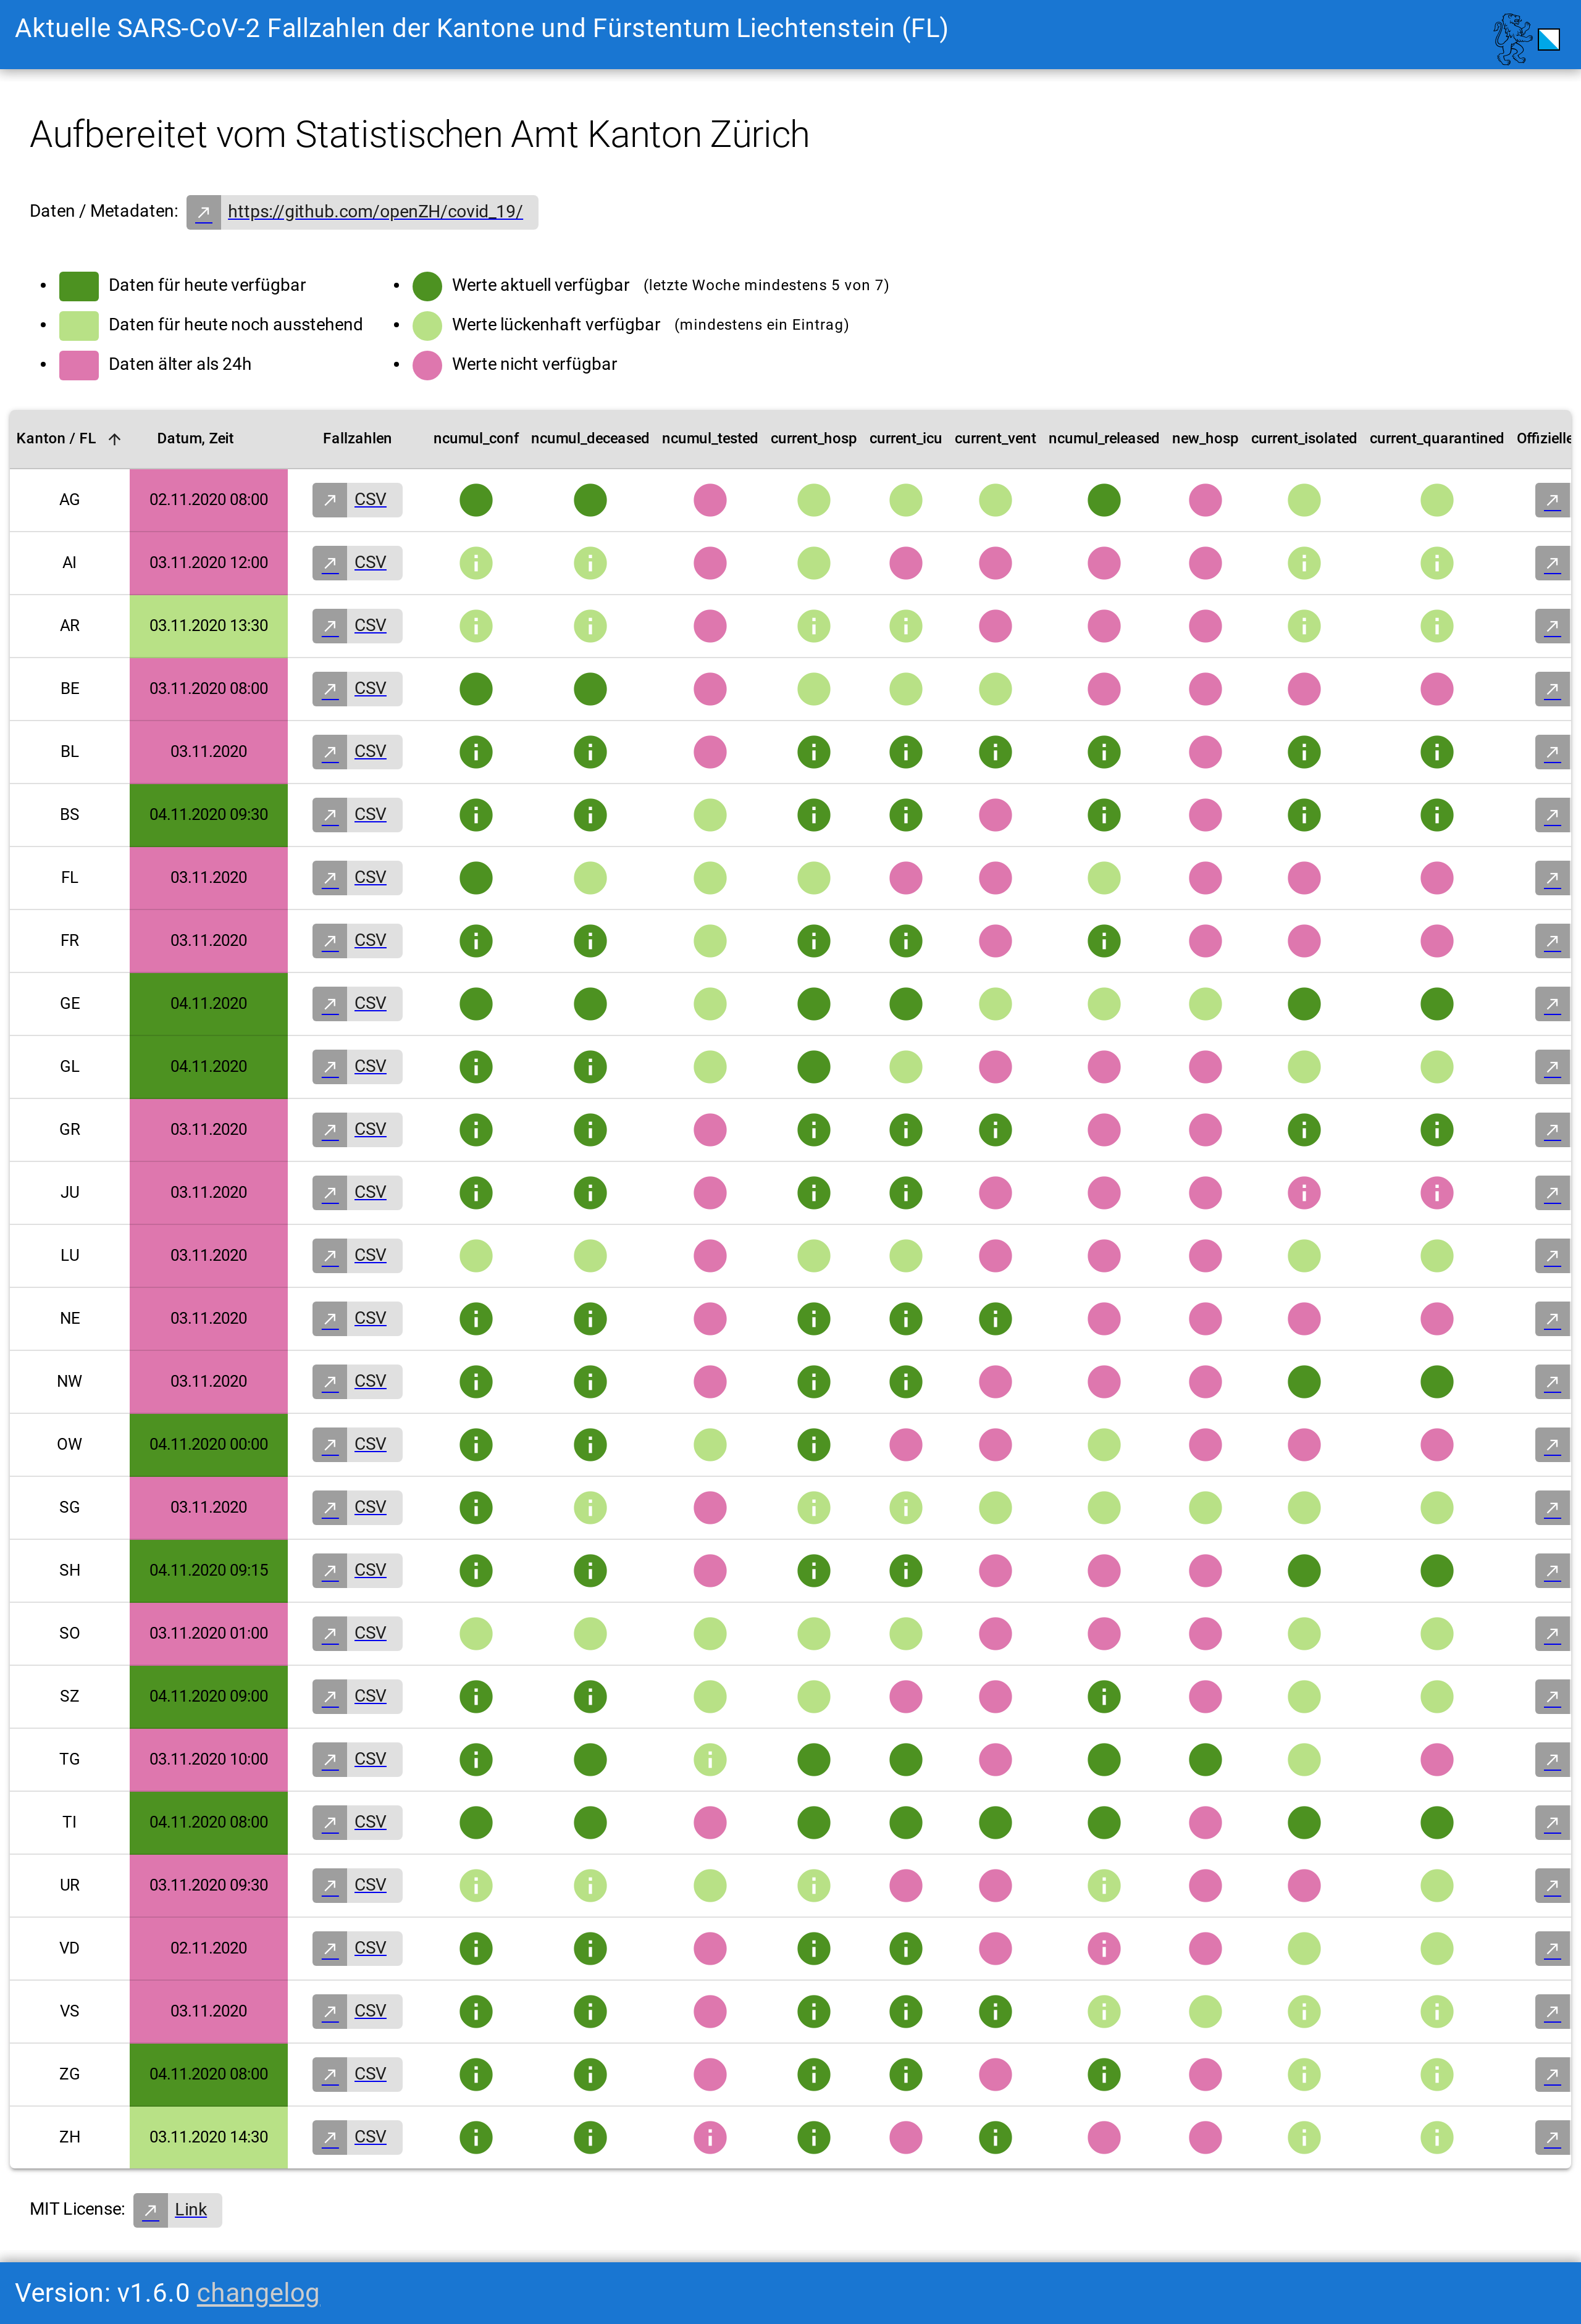 Aktuelle SARS-CoV-2 Fallzahlen der Kantone und Fürstentum Liechtenstein (FL)
Aufbereitet vom Statistischen Amt Kanton Zürich
Daten / Metadaten: https://github.com/openZH/covid_19/
Daten für heute verfügbar
Daten für heute noch ausstehend
Daten älter als 24h
Werte aktuell verfügbar (letzte Woche mindestens 5 von 7)
Werte lückenhaft verfügbar (mindestens ein Eintrag)
Werte nicht verfügbar
Kanton / FL Datum, Zeit Fallzahlen ncumul_conf ncumul_deceased ncumul_tested current_hosp current_icu current_vent ncumul_released new_hosp current_isolated current_quarantined Offizielle
AG 02.11.2020 08:00 CSV
AI 03.11.2020 12:00 CSV
AR 03.11.2020 13:30 CSV
BE 03.11.2020 08:00 CSV
BL 03.11.2020 CSV
BS 04.11.2020 09:30 CSV
FL 03.11.2020 CSV
FR 03.11.2020 CSV
GE 04.11.2020 CSV
GL 04.11.2020 CSV
GR 03.11.2020 CSV
JU 03.11.2020 CSV
LU 03.11.2020 CSV
NE 03.11.2020 CSV
NW 03.11.2020 CSV
OW 04.11.2020 00:00 CSV
SG 03.11.2020 CSV
SH 04.11.2020 09:15 CSV
SO 03.11.2020 01:00 CSV
SZ 04.11.2020 09:00 CSV
TG 03.11.2020 10:00 CSV
TI 04.11.2020 08:00 CSV
UR 03.11.2020 09:30 CSV
VD 02.11.2020 CSV
VS 03.11.2020 CSV
ZG 04.11.2020 08:00 CSV
ZH 03.11.2020 14:30 CSV
MIT License: Link
Version: v1.6.0 changelog